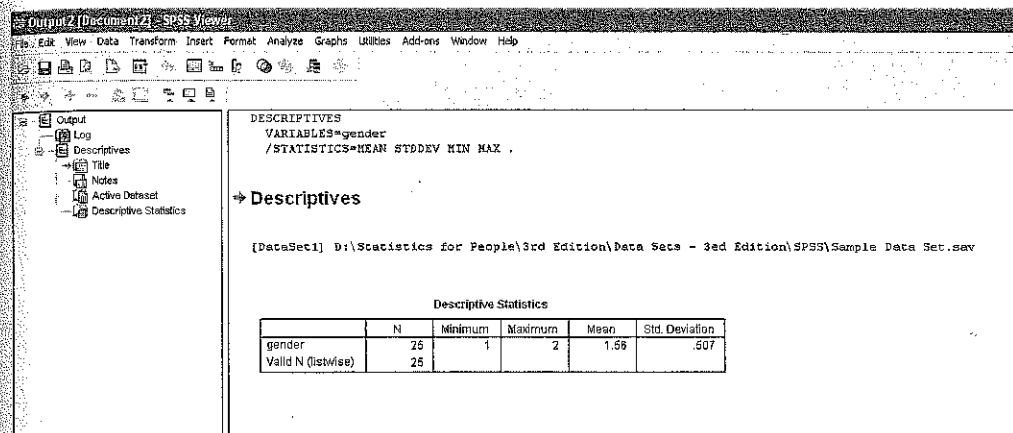 Output2 [Document2] - SPSS Viewer
File Edit View Data Transform Insert Format Analyze Graphs Utilities Add-ons Window Help
Output
Log
Descriptives
Title
Notes
Active Dataset
Descriptive Statistics
DESCRIPTIVES
VARIABLES=gender
/STATISTICS=MEAN STDDEV MIN MAX .
Descriptives
[DataSet1] D:\Statistics for People\3rd Edition\Data Sets - 3ed Edition\SPSS\Sample Data Set.sav
Descriptive Statistics
N Minimum Maximum Mean Std. Deviation
gender 25 1 2 1.56 .507
Valid N (listwise) 25